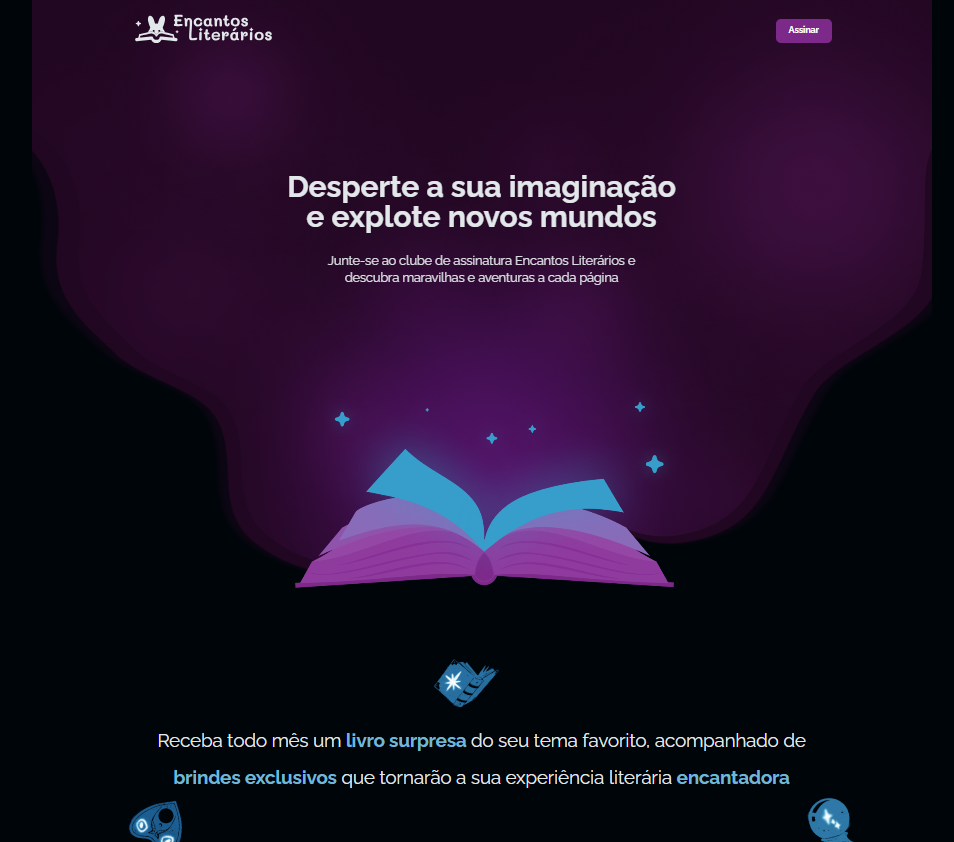 Encantos
Literários
Assinar
Desperte a sua imaginação
e explote novos mundos
Junte-se ao clube de assinatura Encantos Literários e
descubra maravilhas e aventuras a cada página
Receba todo mês um livro surpresa do seu tema favorito, acompanhado de
brindes exclusivos que tornarão a sua experiência literária encantadora